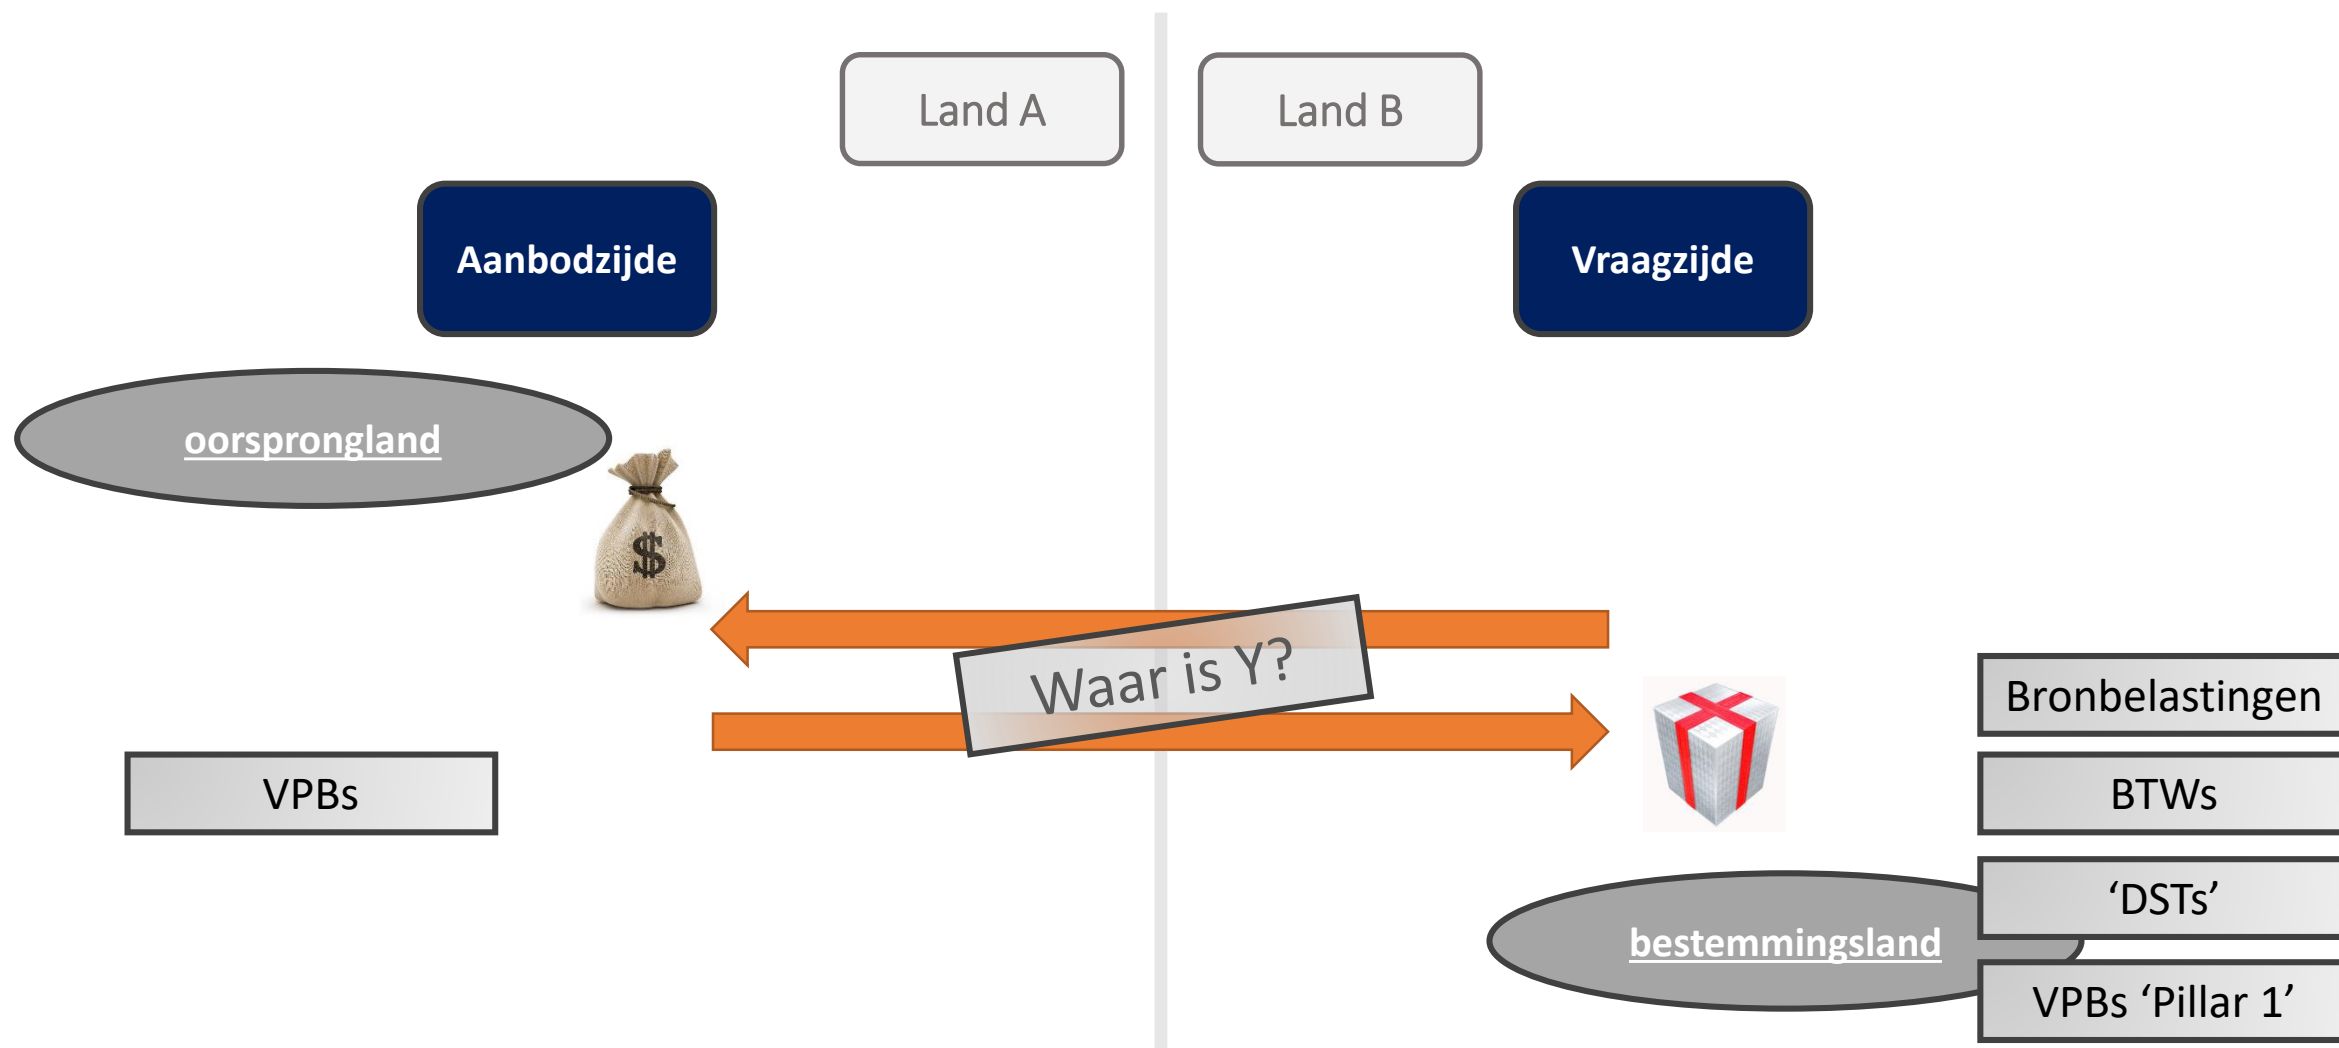 Land A
Land B
Aanbodzijde
Vraagzijde
oorsprongland
$
Waar is Y?
Bronbelastingen
VPBs
BTWs
‘DSTs’
bestemmingsland
VPBs ‘Pillar 1’